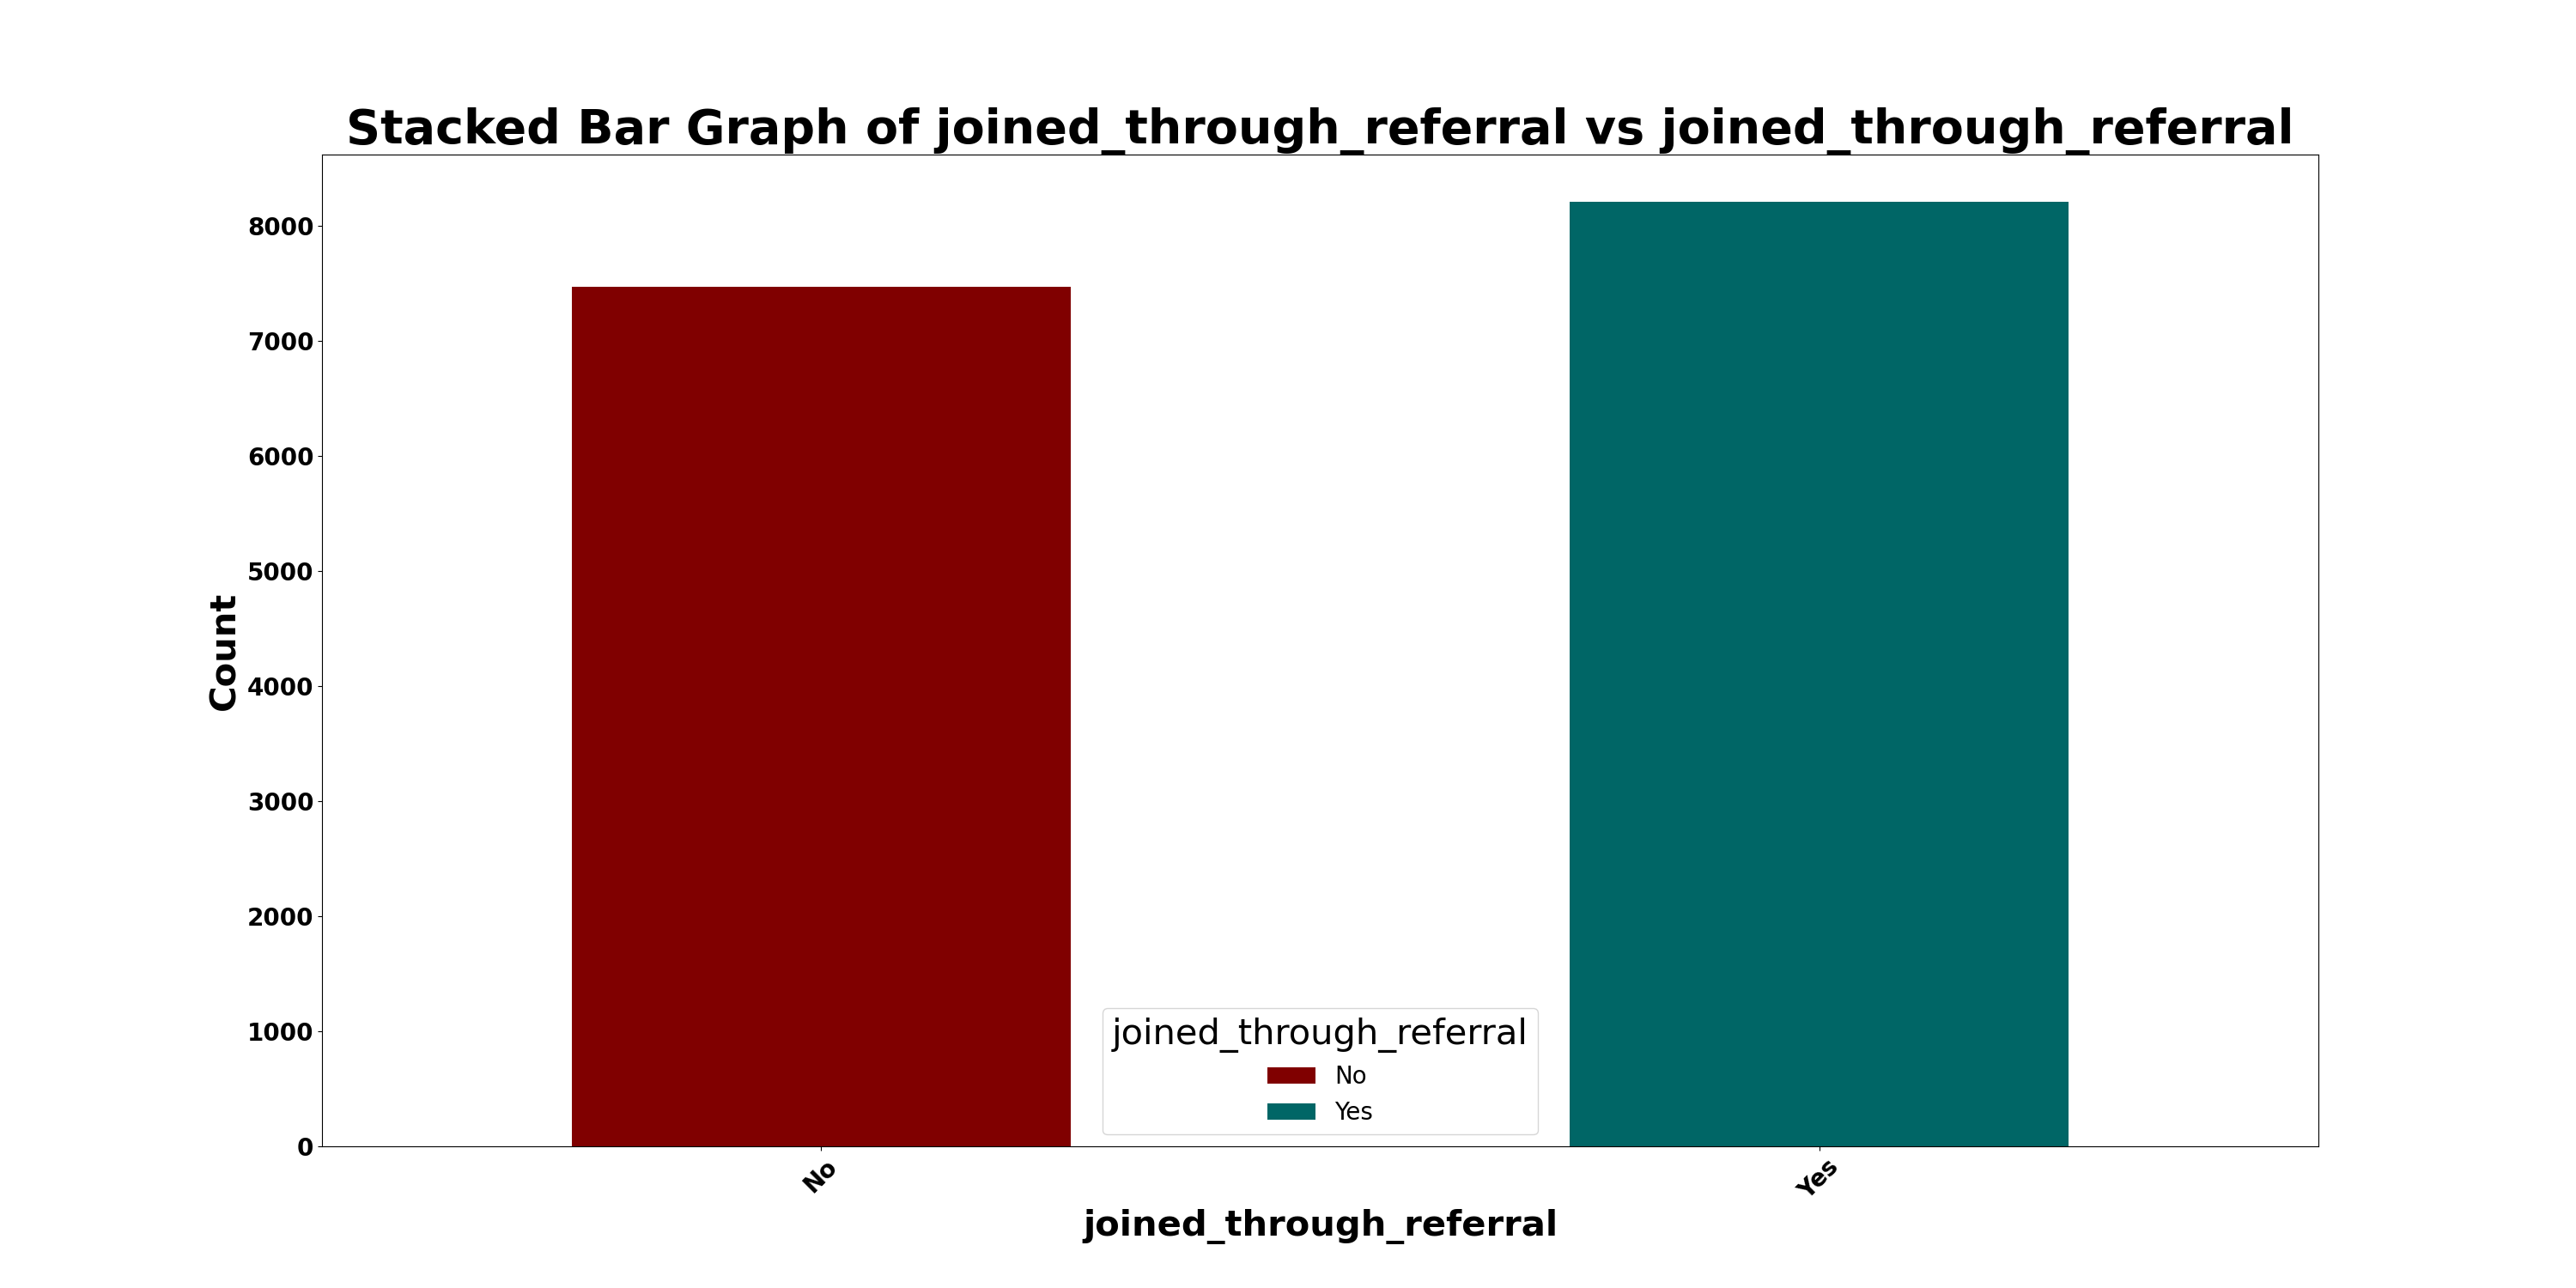 Stacked Bar Graph of joined_through_referral vs joined_through_referral
8000
7000
6000
5000
4000
3000
2000
1000
0
Count
joined_through_referral
No
Yes
No
Yes
joined_through_referral